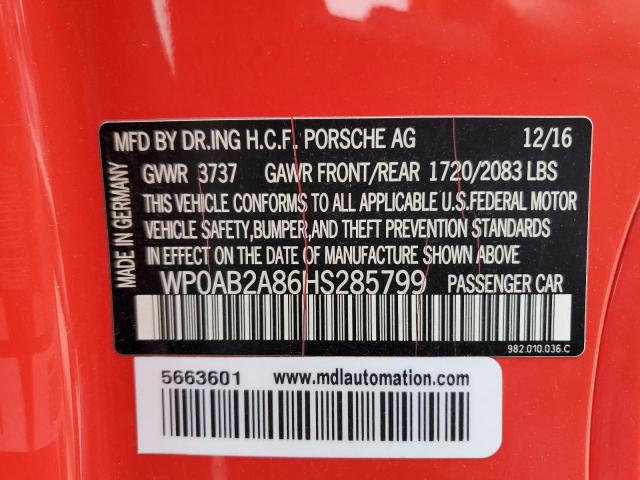 MFD BY DR.ING H.C.F. PORSCHE AG 12/16
GVWR 3737 GAWR FRONT/REAR 1720/2083 LBS
THIS VEHICLE CONFORMS TO ALL APPLICABLE U.S.FEDERAL MOTOR
VEHICLE SAFETY,BUMPER,AND THEFT PREVENTION STANDARDS
IN EFFECT ON THE DATE OF MANUFACTURE SHOWN ABOVE
WP0AB2A86HS285799 PASSENGER CAR
MADE IN GERMANY
982.010.036.C
5663601 www.mdlautomation.com